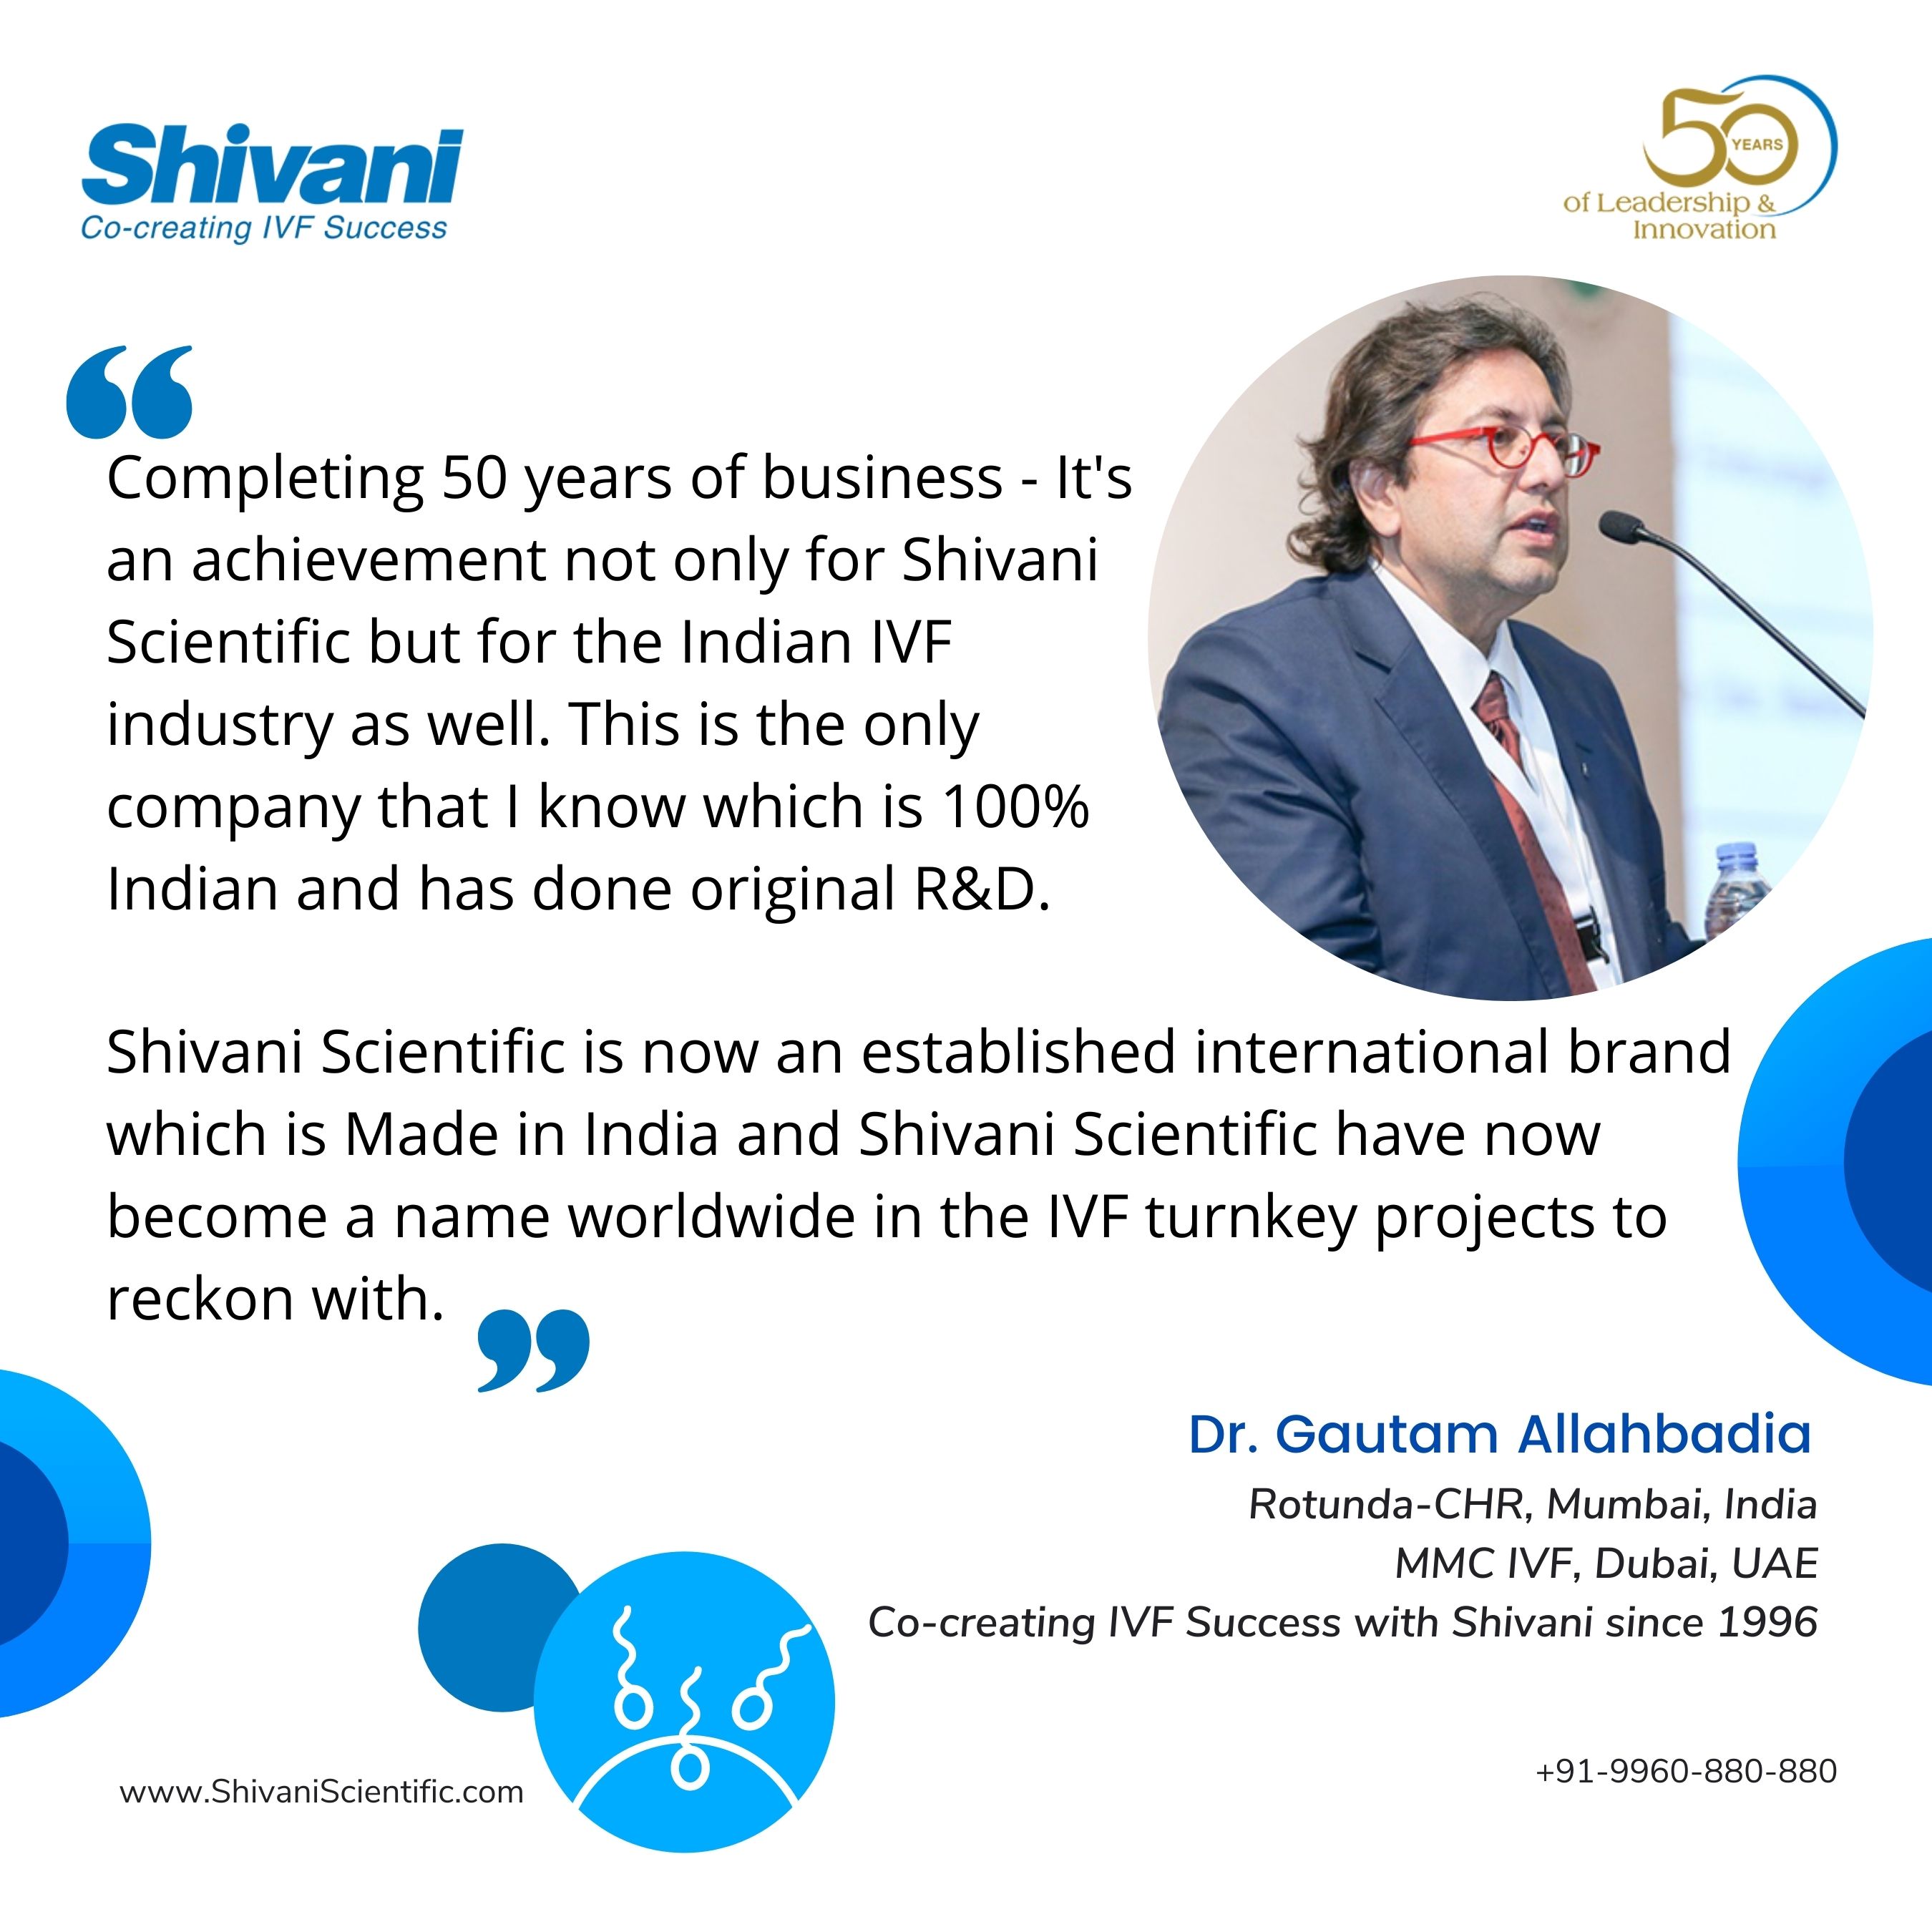 Shivani
Co-creating IVF Success
50
YEARS
of Leadership &
Innovation
Completing 50 years of business - It's
an achievement not only for Shivani
Scientific but for the Indian IVF
industry as well. This is the only
company that I know which is 100%
Indian and has done original R&D.
Shivani Scientific is now an established international brand
which is Made in India and Shivani Scientific have now
become a name worldwide in the IVF turnkey projects to
reckon with.
Dr. Gautam Allahbadia
Rotunda-CHR, Mumbai, India
MMC IVF, Dubai, UAE
Co-creating IVF Success with Shivani since 1996
www.ShivaniScientific.com
+91-9960-880-880